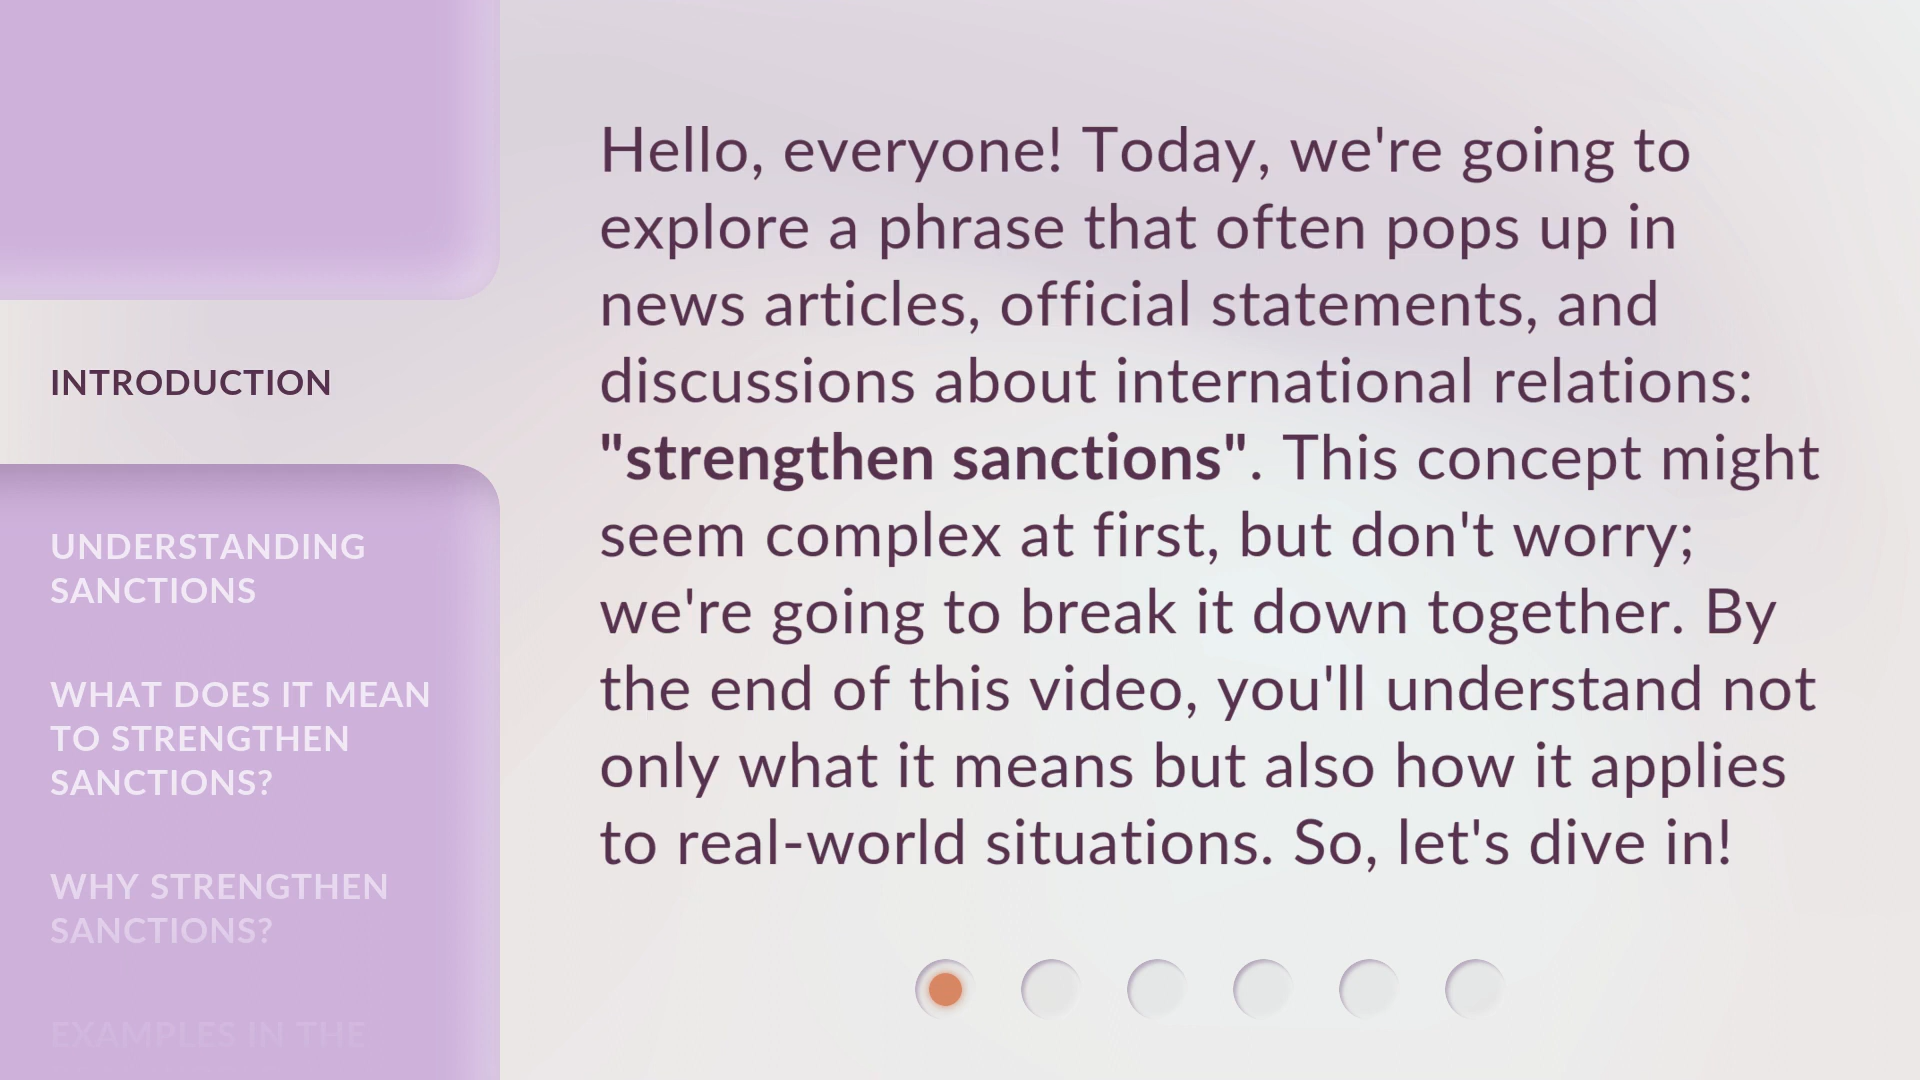 INTRODUCTION
UNDERSTANDING
SANCTIONS
WHAT DOES IT MEAN
TO STRENGTHEN
SANCTIONS?
WHY STRENGTHEN
SANCTIONS?
EXAMPLES IN THE
Hello, everyone! Today, we're going to
explore a phrase that often pops up in
news articles, official statements, and
discussions about international relations:
"strengthen sanctions". This concept might
seem complex at first, but don't worry;
we're going to break it down together. By
the end of this video, you'll understand not
only what it means but also how it applies
to real-world situations. So, let's dive in!